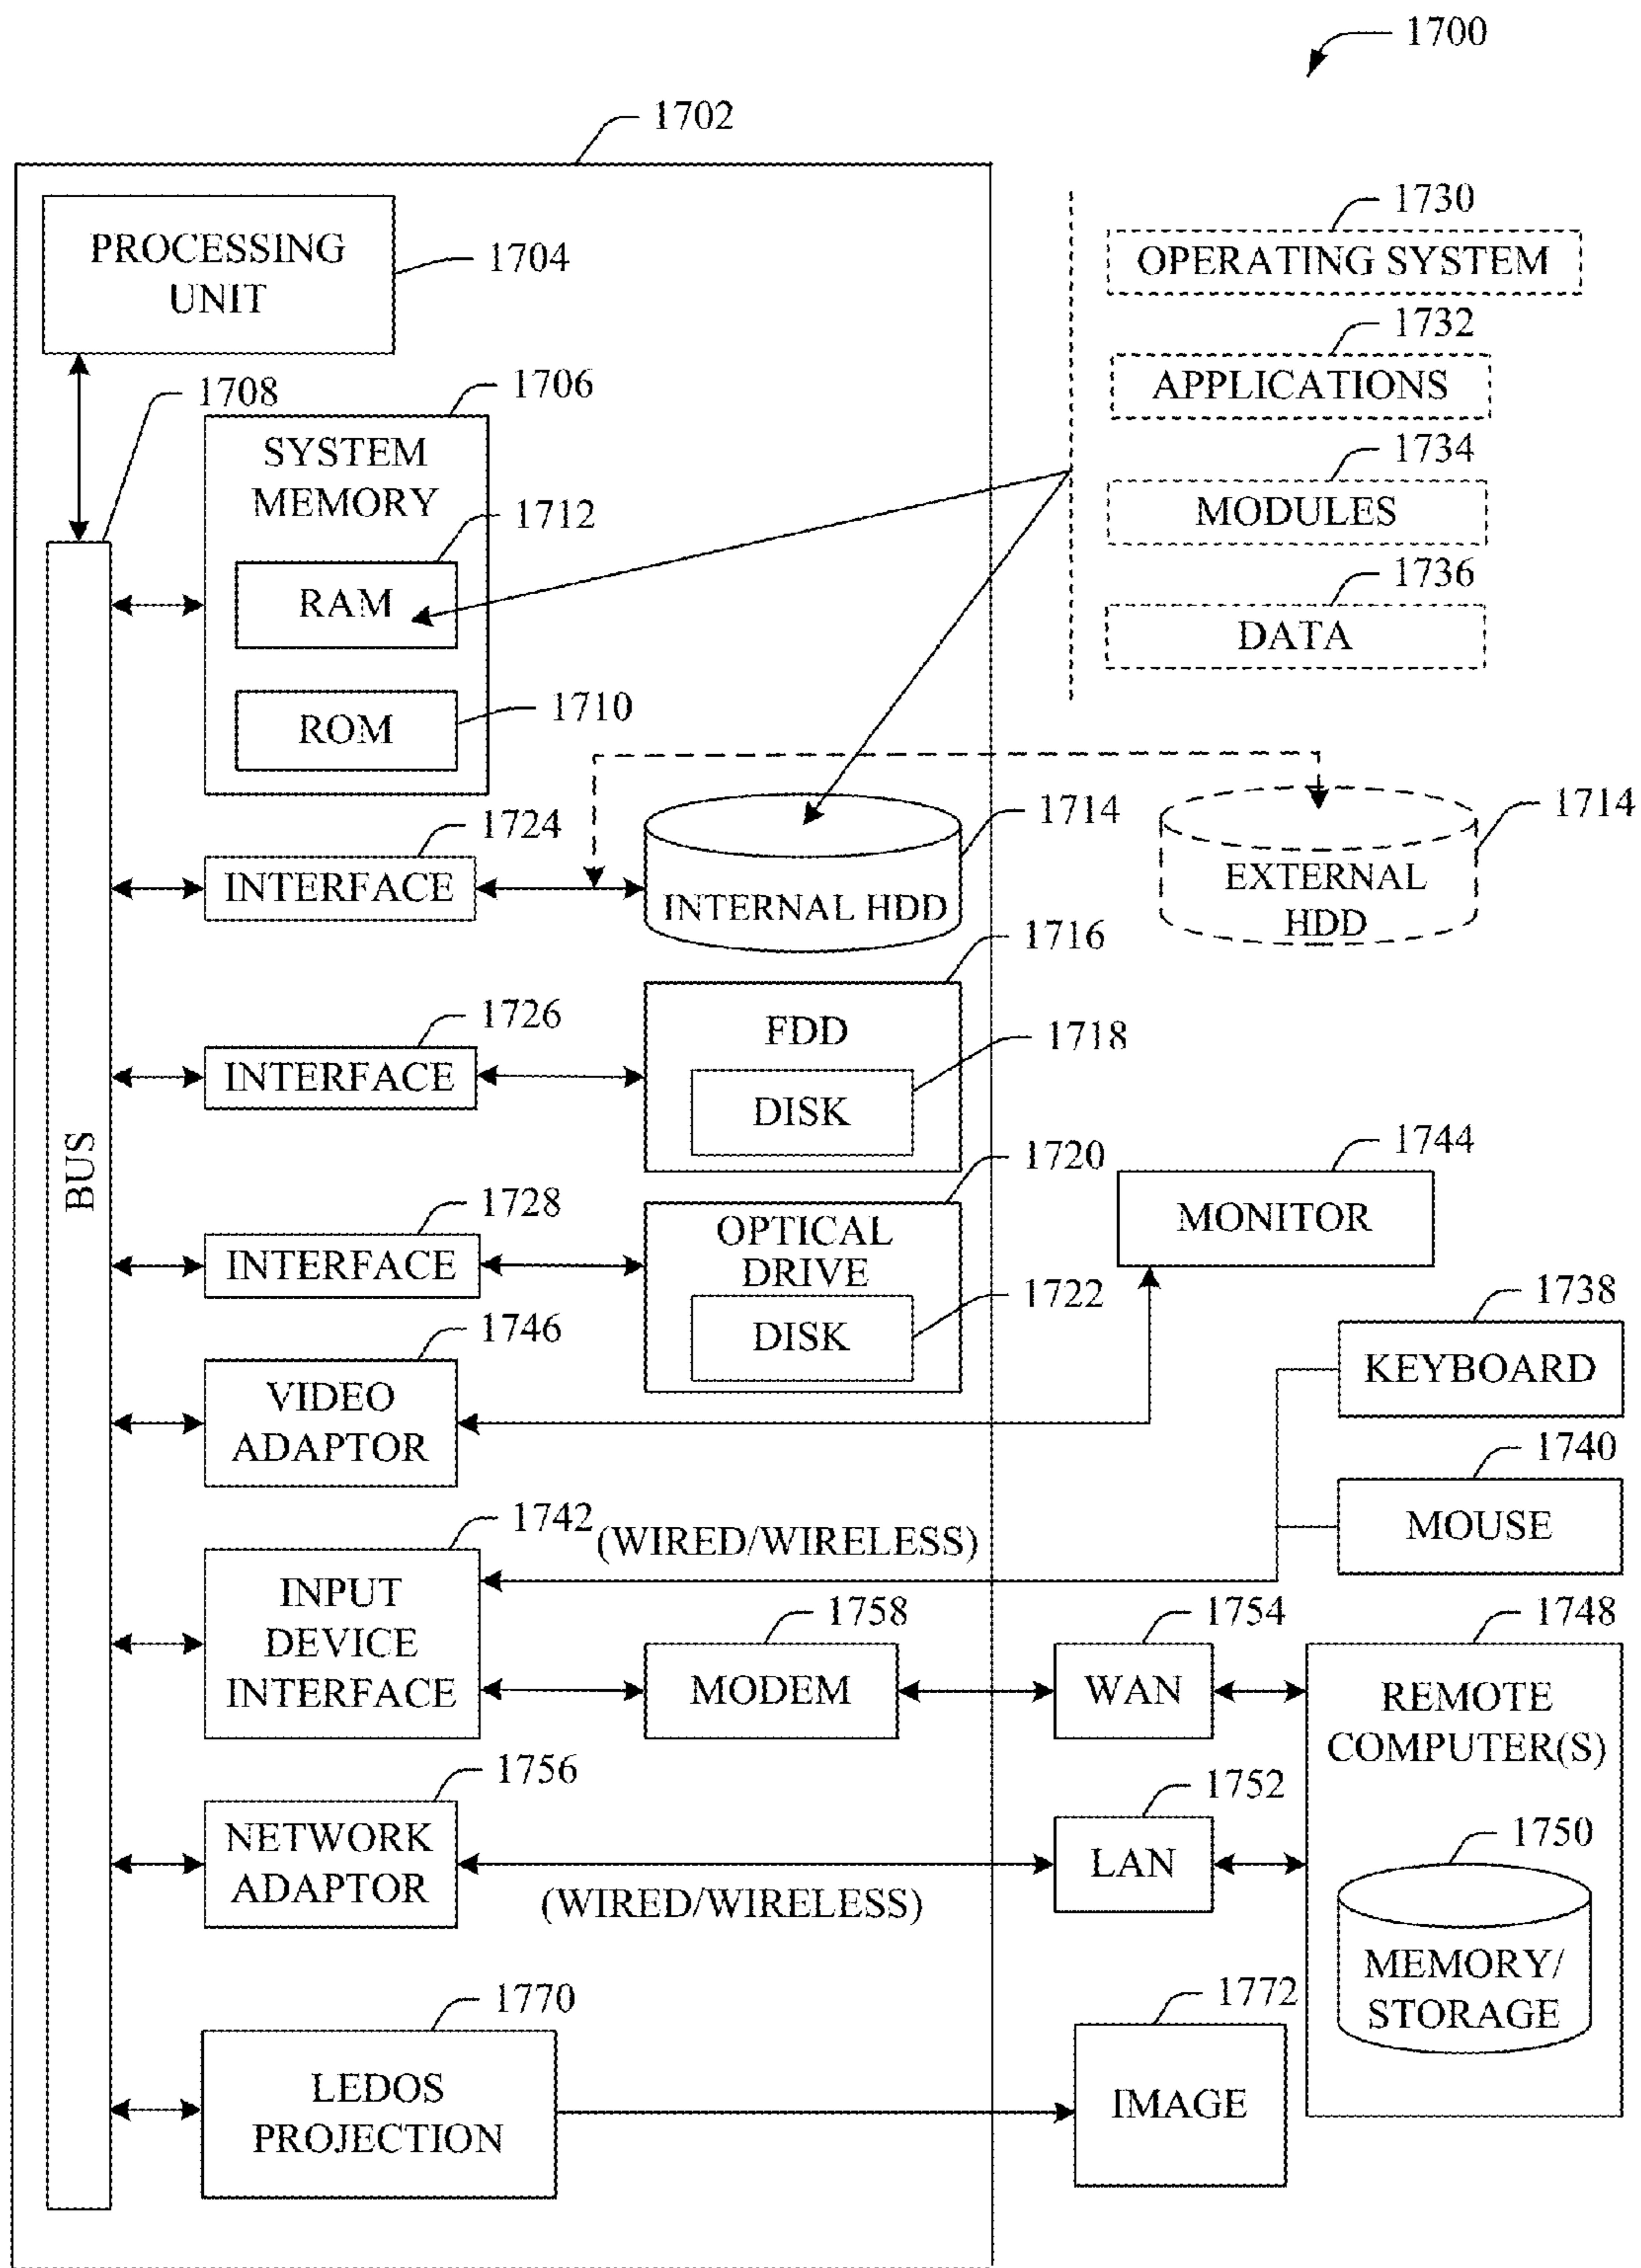 1700
1702
PROCESSING
UNIT
1704
1730
OPERATING SYSTEM
1732
APPLICATIONS
1734
MODULES
1736
DATA
1708
1706
SYSTEM
MEMORY
1712
RAM
1710
ROM
BUS
1724
INTERFACE
1714
INTERNAL HDD
1714
EXTERNAL
HDD
1726
INTERFACE
1716
FDD
1718
DISK
1728
INTERFACE
1720
OPTICAL
DRIVE
1722
DISK
1744
MONITOR
1746
VIDEO
ADAPTOR
1738
KEYBOARD
1740
MOUSE
1742
(WIRED/WIRELESS)
INPUT
DEVICE
INTERFACE
1758
MODEM
1754
WAN
1748
REMOTE
COMPUTER(S)
1756
NETWORK
ADAPTOR
(WIRED/WIRELESS)
1752
LAN
1750
MEMORY/
STORAGE
1770
LEDOS
PROJECTION
1772
IMAGE